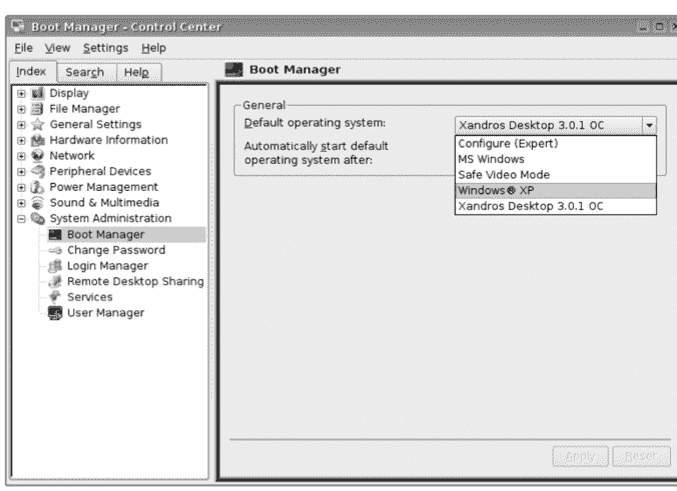 Boot Manager - Control Center
File View Settings Help
Index Search Help
Display
File Manager
General Settings
Hardware Information
Network
Peripheral Devices
Power Management
Sound & Multimedia
System Administration
Boot Manager
Change Password
Login Manager
Remote Desktop Sharing
Services
User Manager
Boot Manager
General
Default operating system:
Xandros Desktop 3.0.1 OC
Automatically start default
operating system after:
Configure (Expert)
MS Windows
Safe Video Mode
Windows® XP
Xandros Desktop 3.0.1 OC
Apply Reset